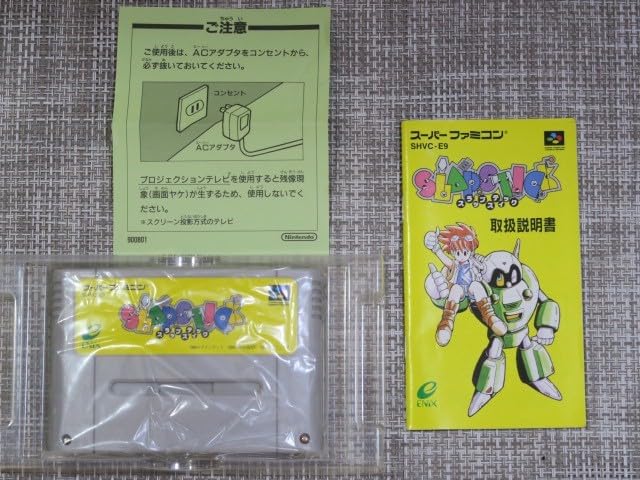 ご注意
ちゅうい
ご使用後は、ACアダプタをコンセントから、
必ず抜いておいてください。
コンセント
ACアダプタ
プロジェクションテレビを使用すると残像現
象(画面ヤケ)が生ずるため、使用しないでく
ださい。
※スクリーン投影方式のテレビ
900801
Nintendo
スーパーファミコン
SHVC-E9
SLAPSTICK
スラップスティック
取扱説明書
ENIX
スーパーファミコン
SLAPSTICK
スラップスティック
ENIX